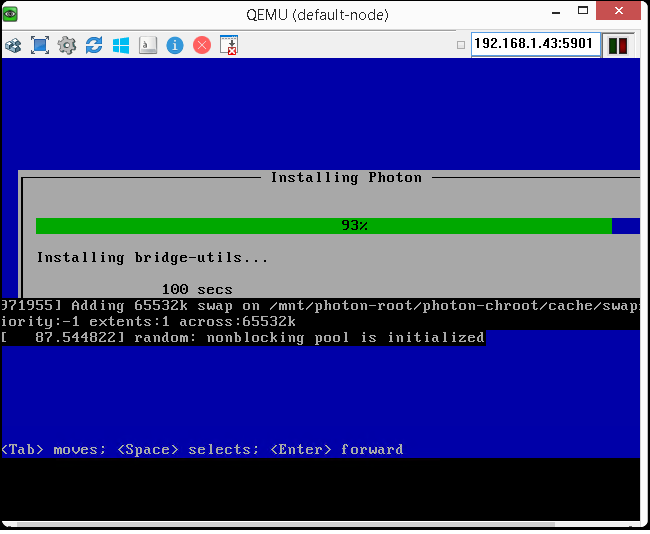 QEMU (default-node)
192.168.1.43:5901
Installing Photon
93%
Installing bridge-utils...
100 secs
971955] Adding 65532k swap on /mnt/photon-root/photon-chroot/cache/swap
iority:-1 extents:1 across:65532k
[   87.544822] random: nonblocking pool is initialized
<Tab> moves; <Space> selects; <Enter> forward